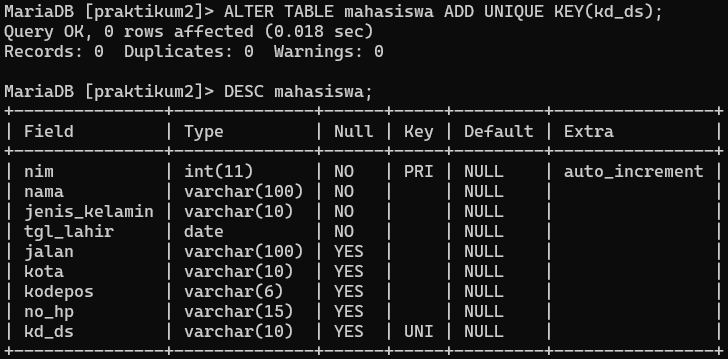 MariaDB [praktikum2]> ALTER TABLE mahasiswa ADD UNIQUE KEY(kd_ds);
Query OK, 0 rows affected (0.018 sec)
Records: 0  Duplicates: 0  Warnings: 0

MariaDB [praktikum2]> DESC mahasiswa;
+---------------+--------------+------+-----+---------+----------------+
| Field         | Type         | Null | Key | Default | Extra          |
+---------------+--------------+------+-----+---------+----------------+
| nim           | int(11)      | NO   | PRI | NULL    | auto_increment |
| nama          | varchar(100) | NO   |     | NULL    |                |
| jenis_kelamin | varchar(10)  | NO   |     | NULL    |                |
| tgl_lahir     | date         | NO   |     | NULL    |                |
| jalan         | varchar(100) | YES  |     | NULL    |                |
| kota          | varchar(10)  | YES  |     | NULL    |                |
| kodepos       | varchar(6)   | YES  |     | NULL    |                |
| no_hp         | varchar(15)  | YES  |     | NULL    |                |
| kd_ds         | varchar(10)  | YES  | UNI | NULL    |                |
+---------------+--------------+------+-----+---------+----------------+